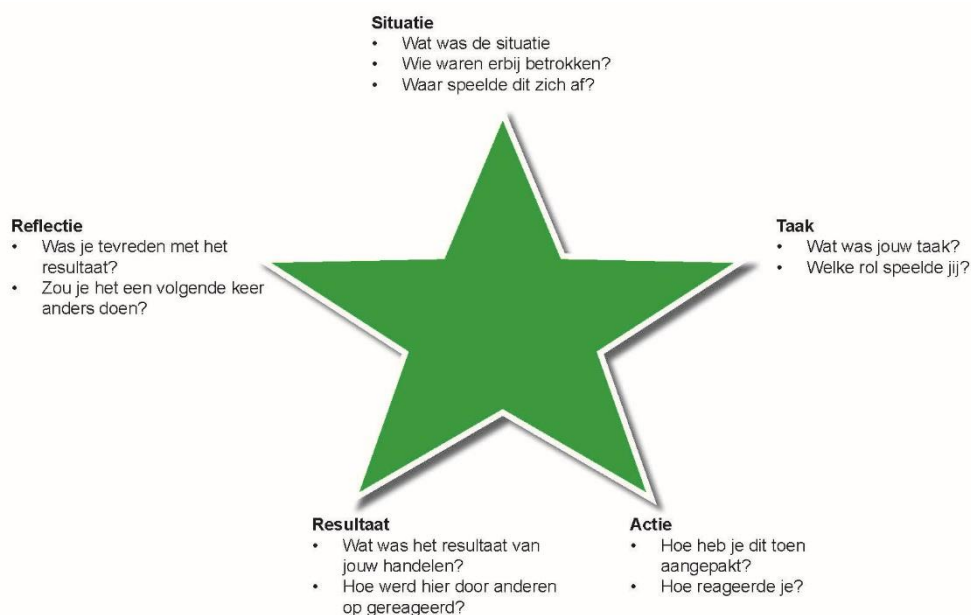 Situatie
• Wat was de situatie
• Wie waren erbij betrokken?
• Waar speelde dit zich af?
Taak
• Wat was jouw taak?
• Welke rol speelde jij?
Actie
• Hoe heb je dit toen
aangepakt?
• Hoe reageerde je?
Resultaat
• Wat was het resultaat van
jouw handelen?
• Hoe werd hier door anderen
op gereageerd?
Reflectie
• Was je tevreden met het
resultaat?
• Zou je het een volgende keer
anders doen?